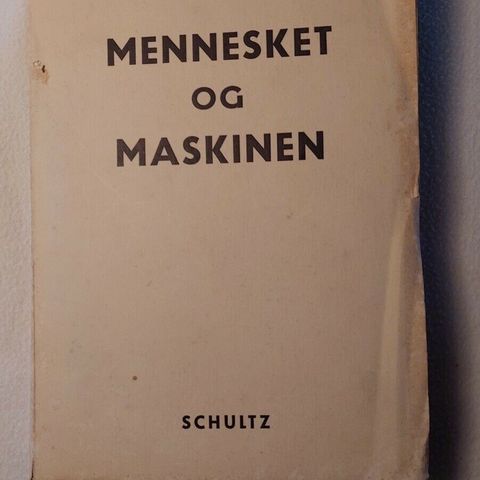 MENNESKET
OG
MASKINEN
SCHULTZ